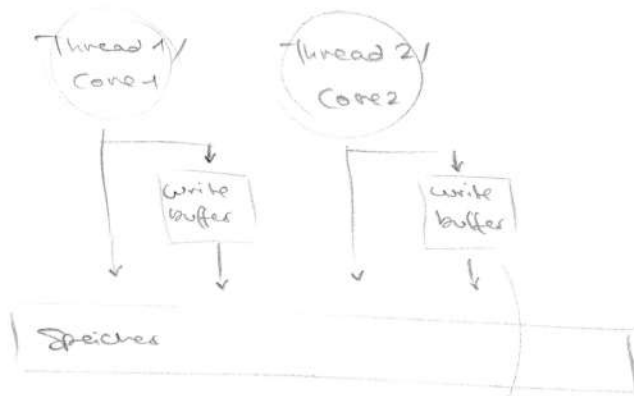 Thread 1/
Core 1
Thread 2/
Core 2
write
buffer
write
buffer
Speicher